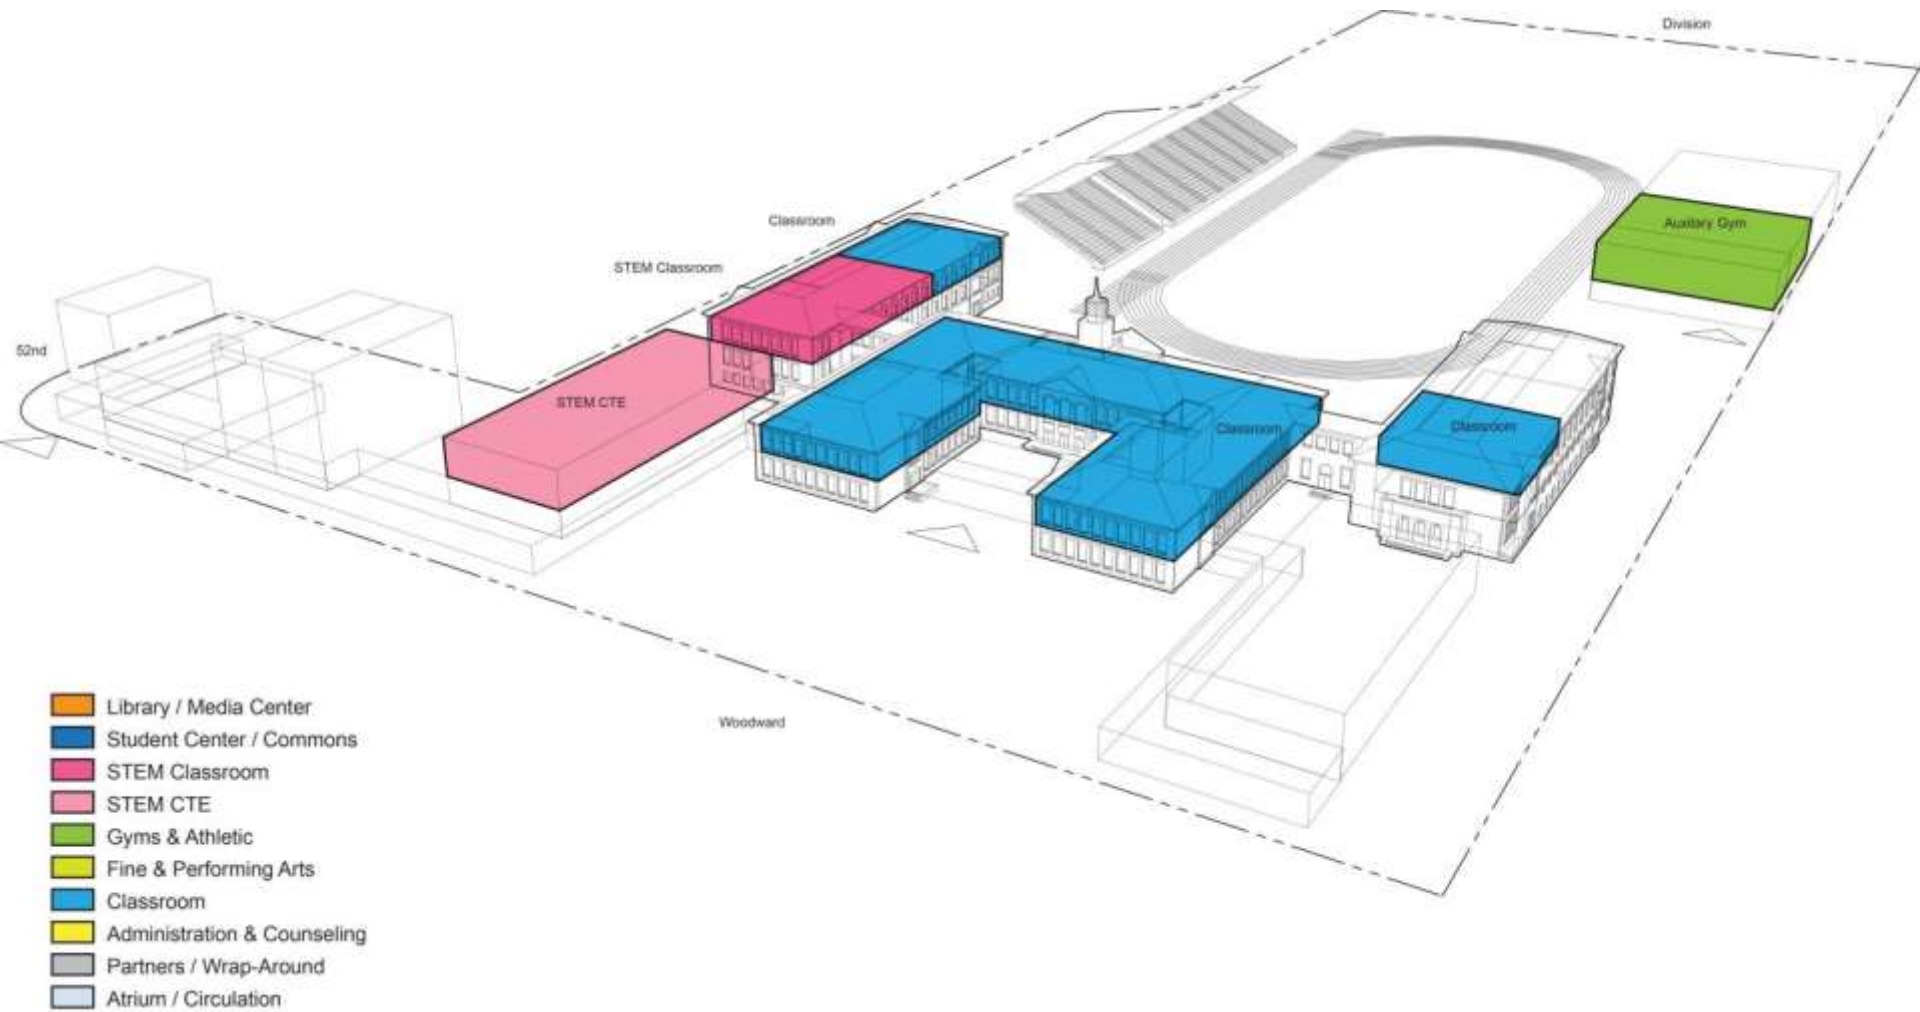 Division
Auxilary Gym
Classroom
STEM Classroom
52nd
STEM CTE
Classroom
Classroom
Woodward
Library / Media Center
Student Center / Commons
STEM Classroom
STEM CTE
Gyms & Athletic
Fine & Performing Arts
Classroom
Administration & Counseling
Partners / Wrap-Around
Atrium / Circulation